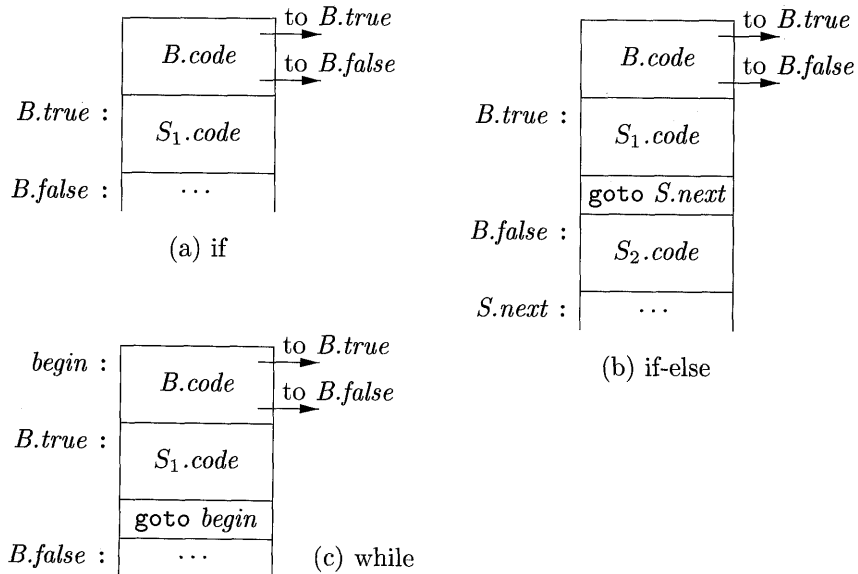 to B.true
B.code
to B.false
B.true :
S₁.code
B.false :
· · ·
(a) if
to B.true
B.code
to B.false
B.true :
S₁.code
goto S.next
B.false :
S₂.code
S.next :
· · ·
(b) if-else
begin :
to B.true
B.code
to B.false
B.true :
S₁.code
goto begin
B.false :
· · ·
(c) while